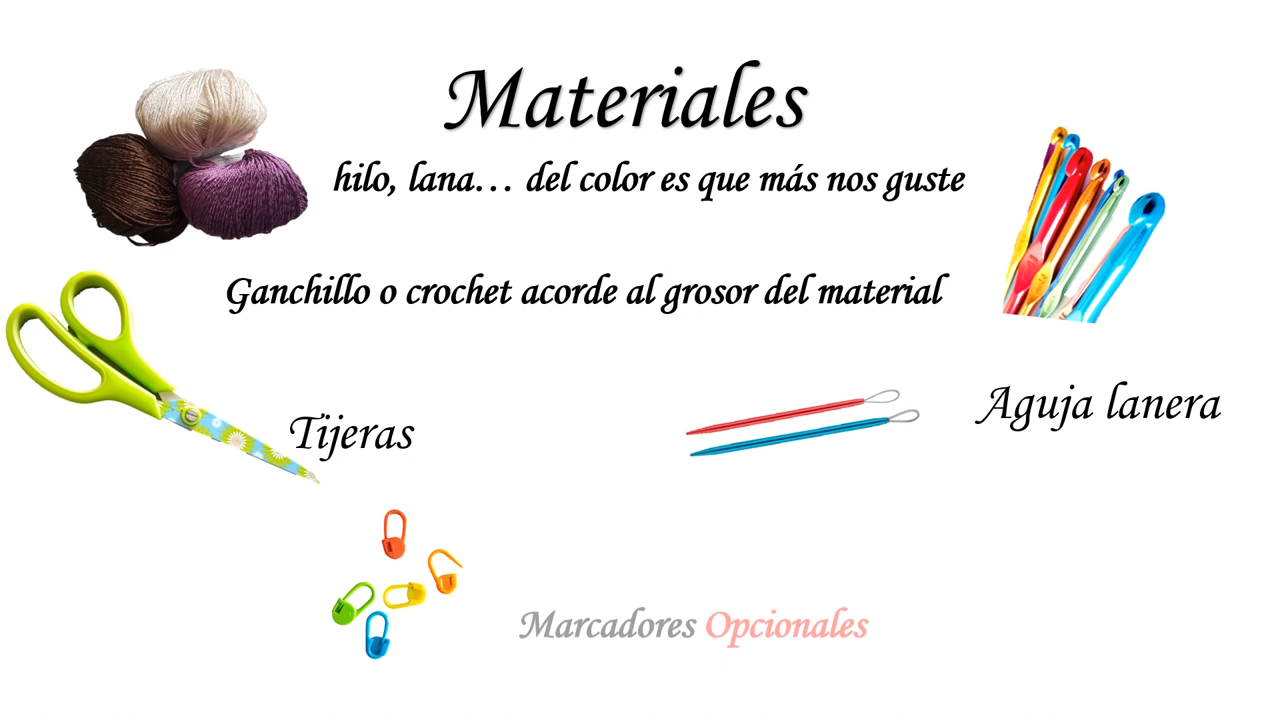 Materiales
hilo, lana… del color es que más nos guste
Ganchillo o crochet acorde al grosor del material
Aguja lanera
Tijeras
Marcadores Opcionales